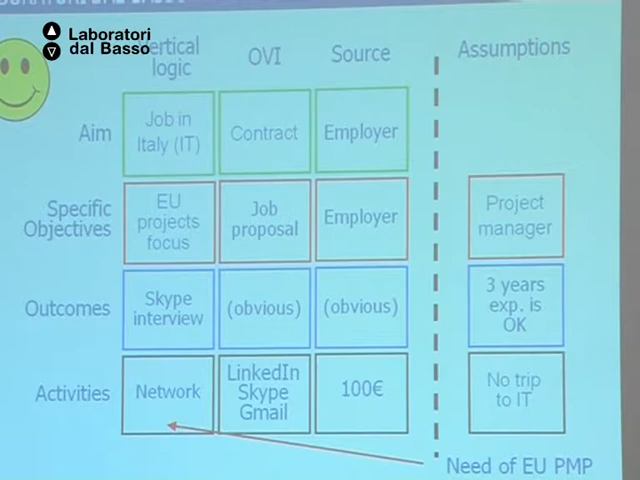 Laboratori
dal Basso
logic
OVI
Source
Assumptions
Aim
Job in
Italy (IT)
Contract
Employer
Specific
Objectives
EU
projects
focus
Job
proposal
Employer
Project
manager
Outcomes
Skype
interview
(obvious)
(obvious)
3 years
exp. is
OK
Activities
Network
LinkedIn
Skype
Gmail
100€
No trip
to IT
Need of EU PMP